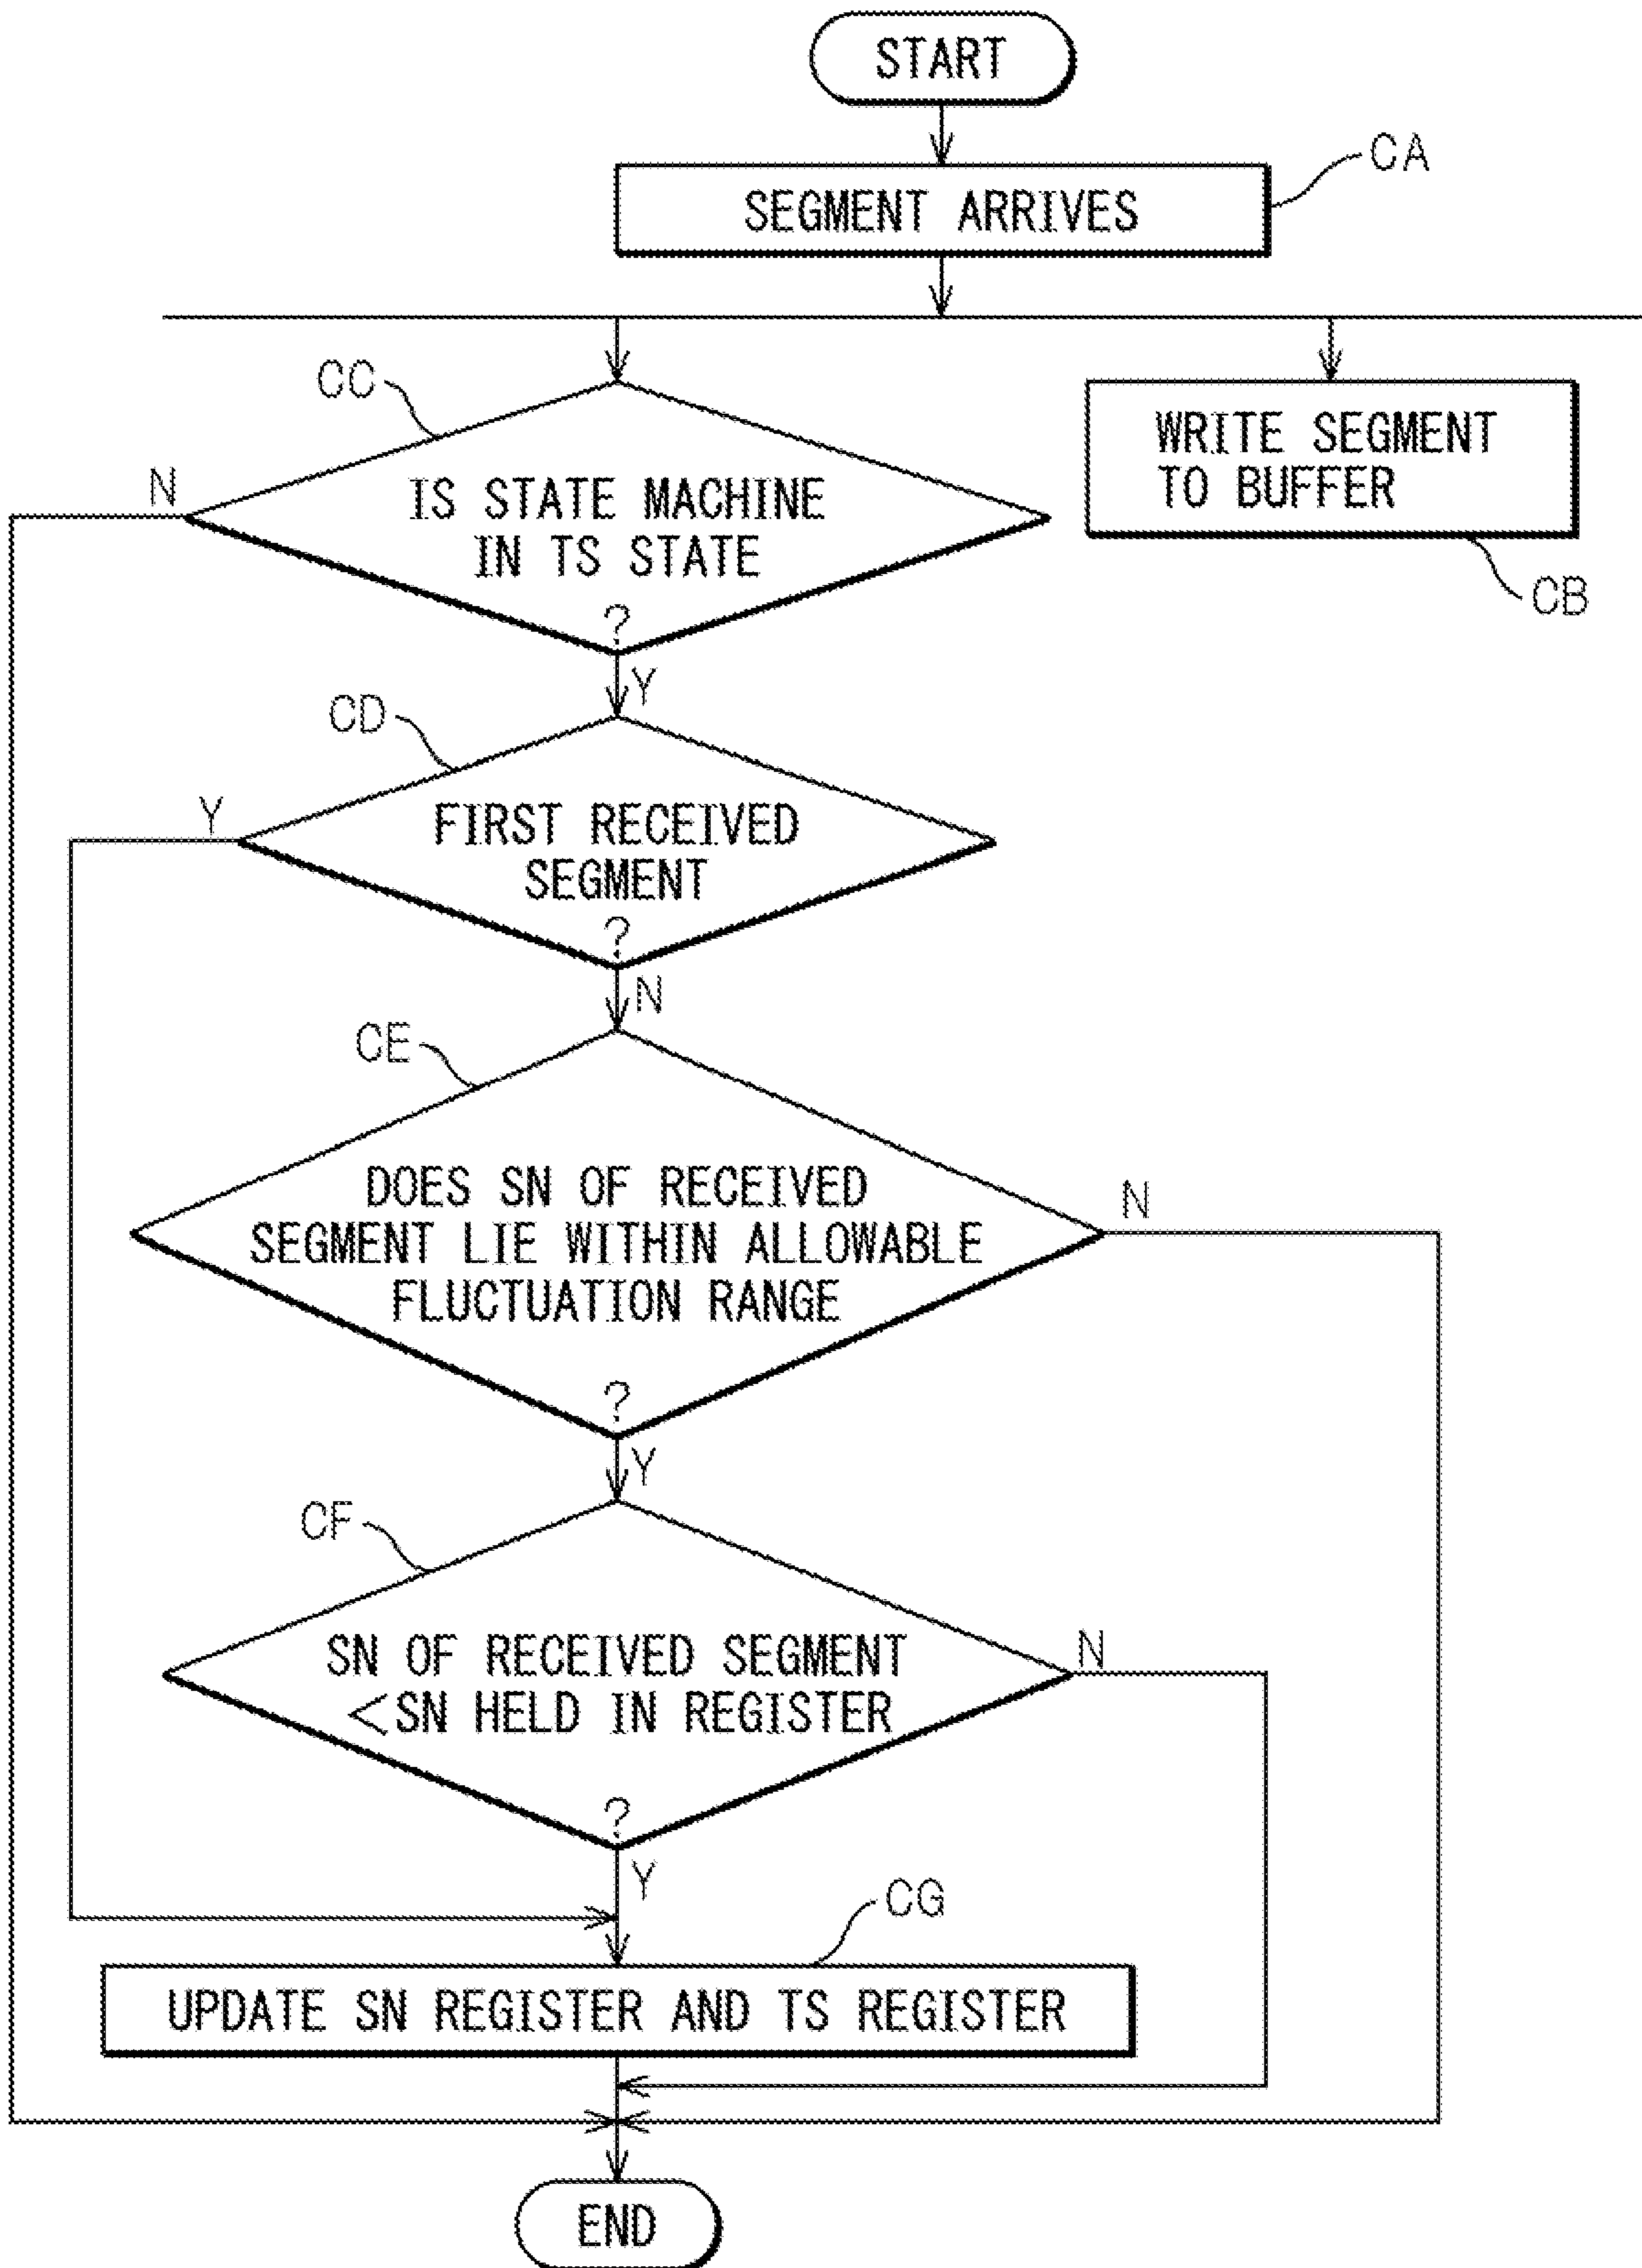 START
CA
SEGMENT ARRIVES
CC
WRITE SEGMENT
TO BUFFER
CB
N
IS STATE MACHINE
IN TS STATE
?
Y
CD
Y
FIRST RECEIVED
SEGMENT
?
N
CE
DOES SN OF RECEIVED
SEGMENT LIE WITHIN ALLOWABLE
FLUCTUATION RANGE
?
N
Y
CF
SN OF RECEIVED SEGMENT
<SN HELD IN REGISTER
?
N
Y
CG
UPDATE SN REGISTER AND TS REGISTER
END